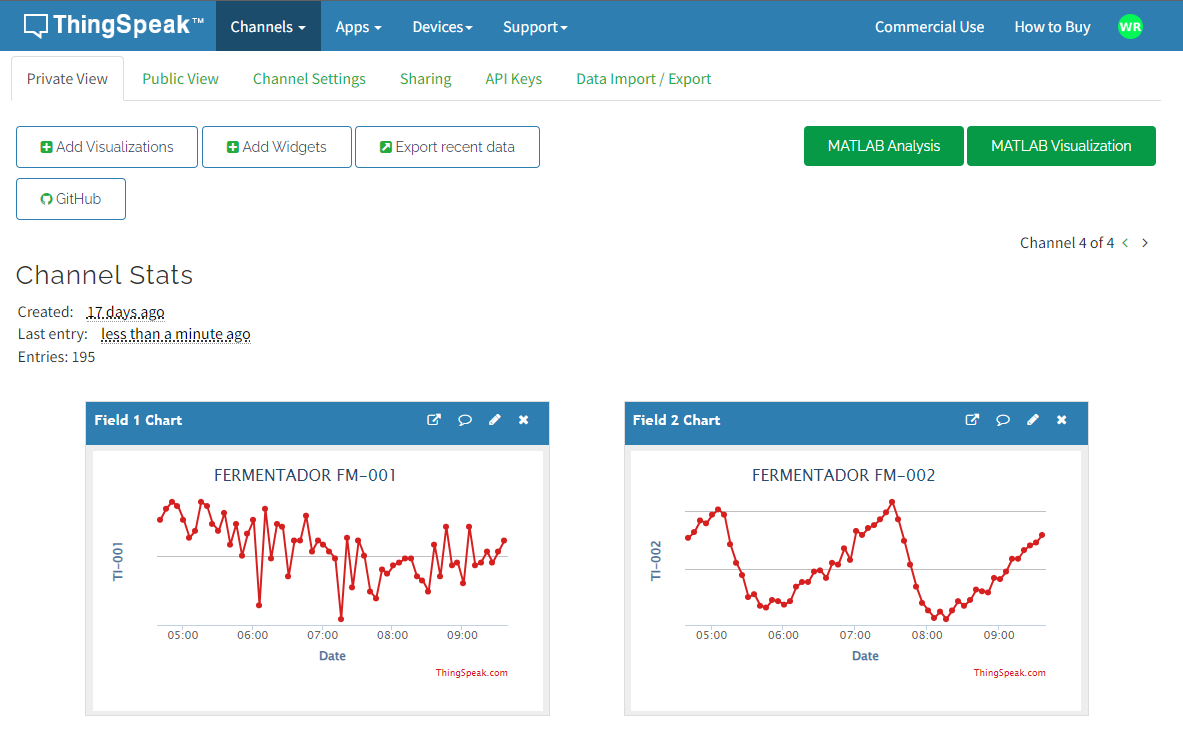 ThingSpeak™ Channels Apps Devices Support Commercial Use How to Buy WR
Private View Public View Channel Settings Sharing API Keys Data Import / Export
Add Visualizations Add Widgets Export recent data MATLAB Analysis MATLAB Visualization
GitHub
Channel 4 of 4 < >
Channel Stats
Created: 17 days ago
Last entry: less than a minute ago
Entries: 195
Field 1 Chart
FERMENTADOR FM-001
TI-001
05:00 06:00 07:00 08:00 09:00
Date
ThingSpeak.com
Field 2 Chart
FERMENTADOR FM-002
TI-002
05:00 06:00 07:00 08:00 09:00
Date
ThingSpeak.com